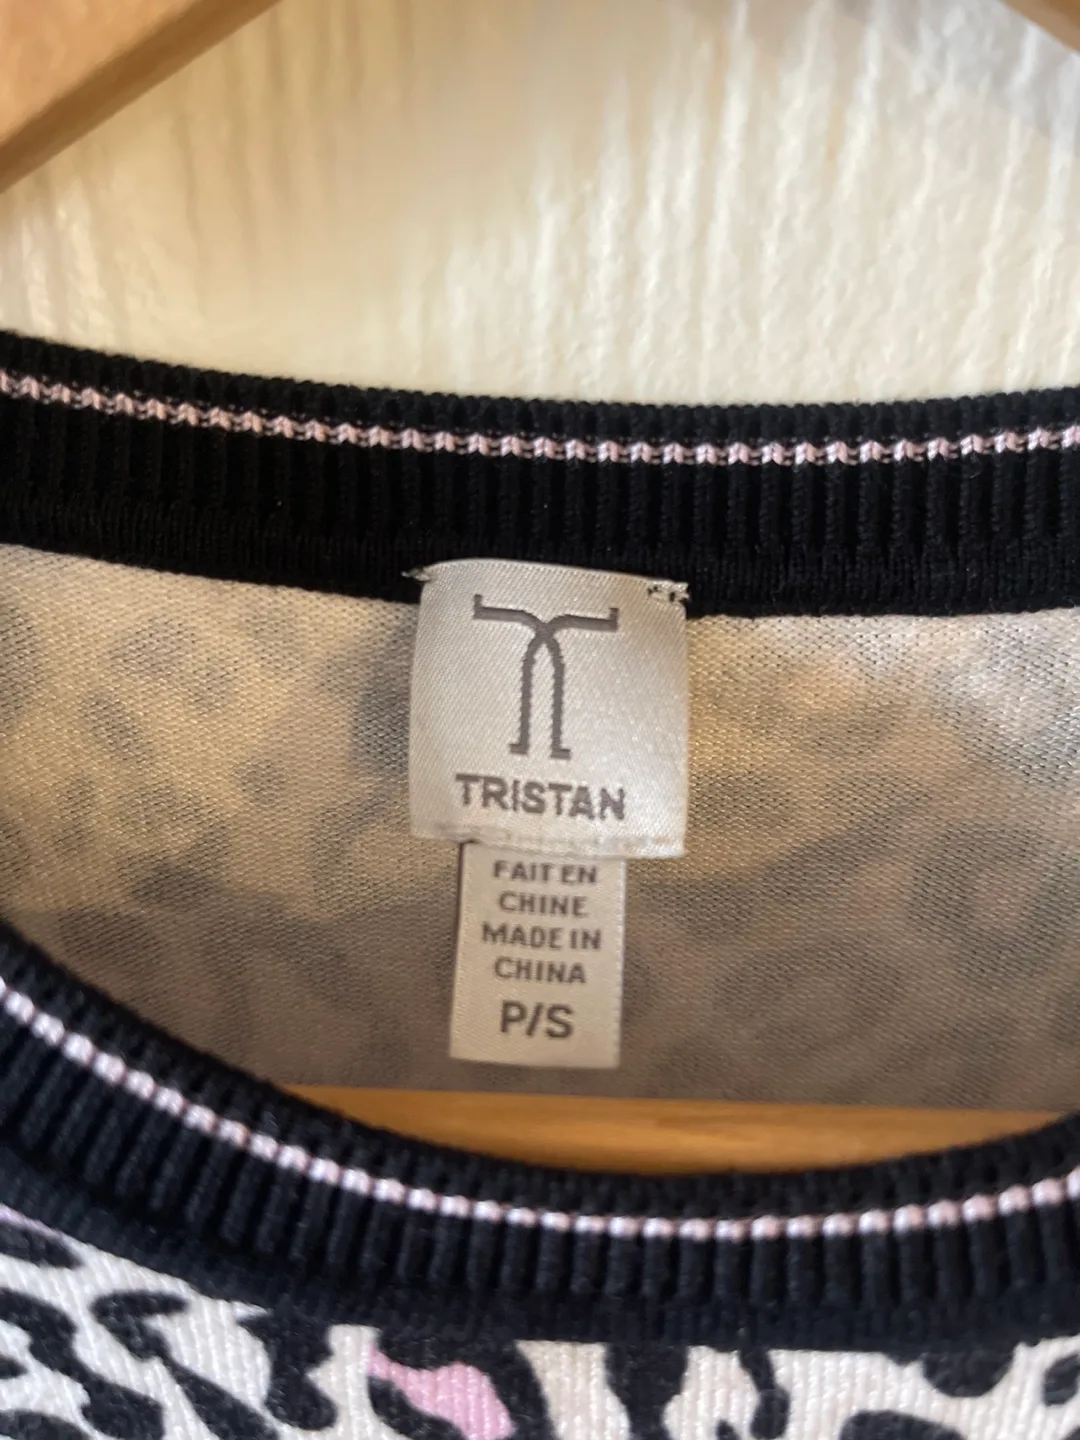 TRISTAN
FAIT EN
CHINE
MADE IN
CHINA
P/S